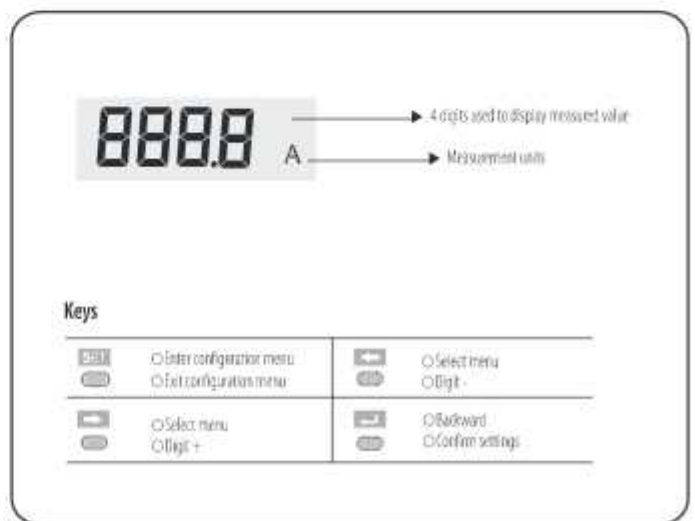 888.8
A
4 digits used to display measured value
Measurement units
Keys
SET
Enter configuration menu
Exit configuration menu
Select menu
Digit -
Select menu
Digit +
Backward
Confirm settings